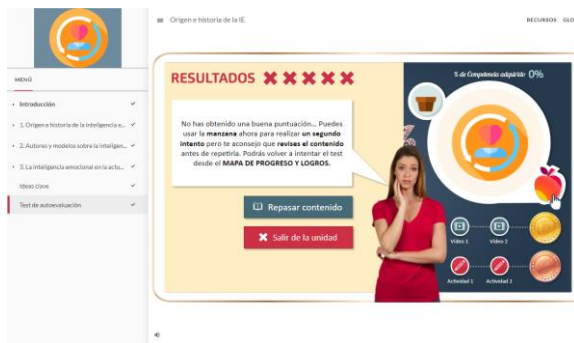 Origen e historia de la IE
RECURSOS
MENÚ
Introducción
1. Origen e historia de la inteligencia e...
2. Autoras y modelos sobre la inteligen...
3. La inteligencia emocional en la actu...
Ideas clave
Test de autoevaluación
RESULTADOS
No has obtenido una buena puntuación... Puedes
usar la manzana ahora para realizar un segundo
intento pero te aconsejo que revises el contenido
antes de repetirla. Podrás volver a intentar el test
desde el MAPA DE PROGRESO Y LOGROS.
Repasar contenido
Salir de la unidad
% de Competencia adquirido 0%
Vídeo 1
Vídeo 2
Actividad 1
Actividad 2